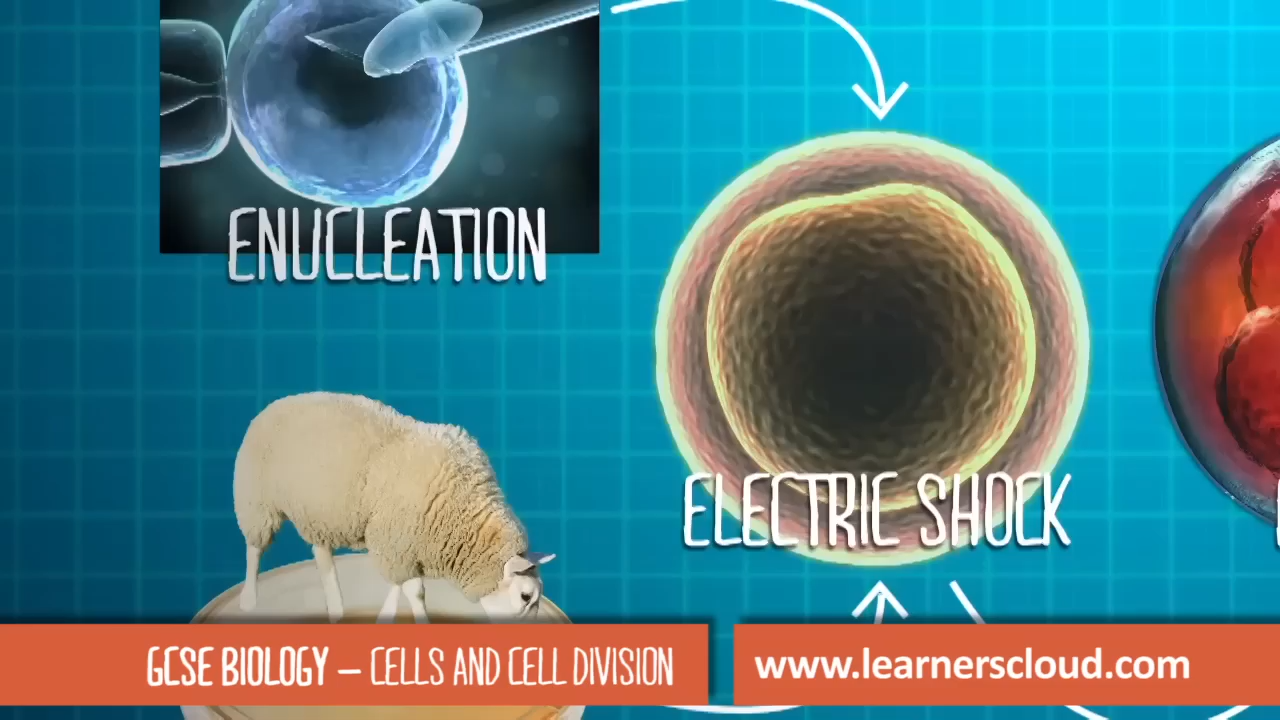 ENUCLEATION
ELECTRIC SHOCK
GCSE BIOLOGY – CELLS AND CELL DIVISION
www.learnerscloud.com